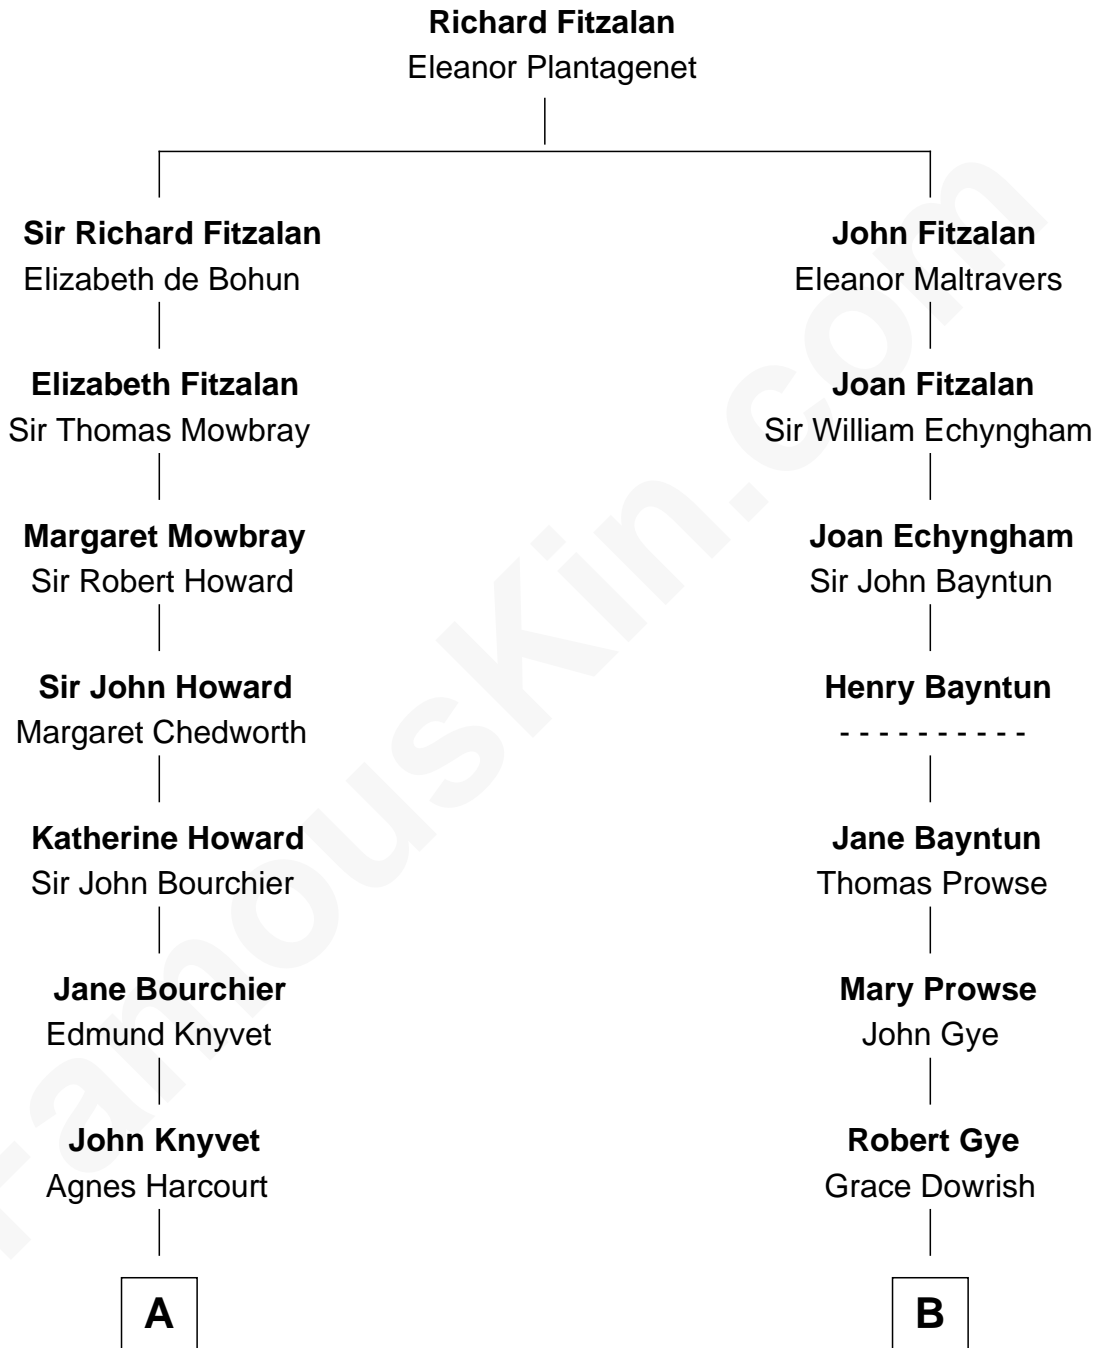 Richard Fitzalan
Eleanor Plantagenet
Sir Richard Fitzalan
Elizabeth de Bohun
Elizabeth Fitzalan
Sir Thomas Mowbray
Margaret Mowbray
Sir Robert Howard
Sir John Howard
Margaret Chedworth
Katherine Howard
Sir John Bourchier
Jane Bourchier
Edmund Knyvet
John Knyvet
Agnes Harcourt
A
John Fitzalan
Eleanor Maltravers
Joan Fitzalan
Sir William Echyngham
Joan Echyngham
Sir John Bayntun
Henry Bayntun
- - - - - - - - - -
Jane Bayntun
Thomas Prowse
Mary Prowse
John Gye
Robert Gye
Grace Dowrish
B
FamousKin.com